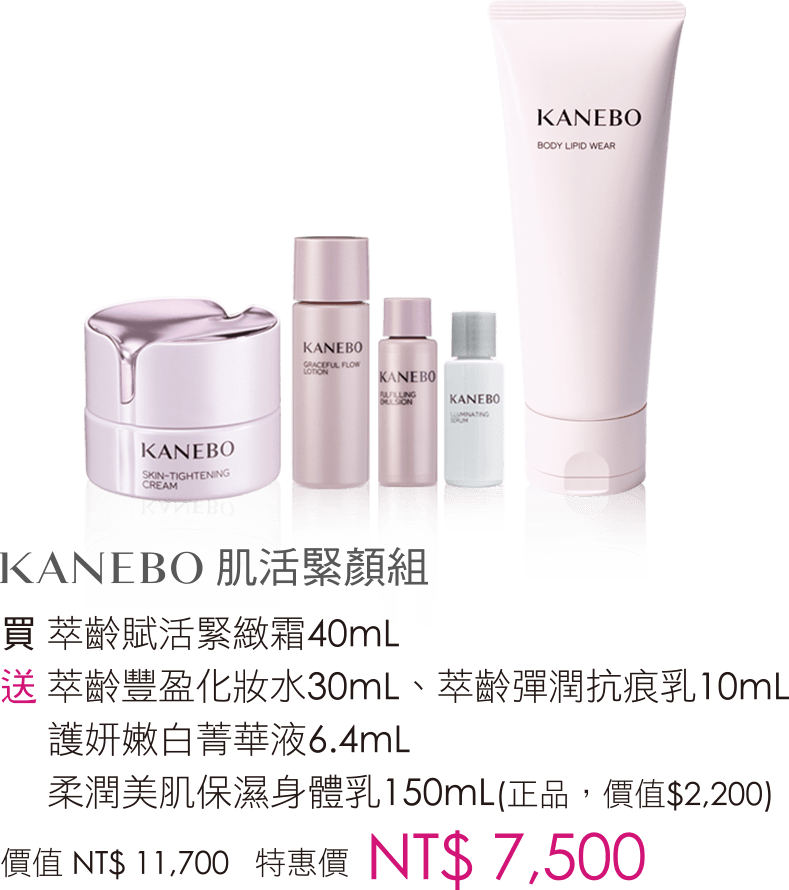 KANEBO
BODY LIPID WEAR
KANEBO
GRACEFUL FLOW
LOTION
KANEBO
FULFILLING
EMULSION
KANEBO
ILLUMINATING
SERUM
KANEBO
SKIN-TIGHTENING
CREAM
KANEBO 肌活緊顏組
買 萃齡賦活緊緻霜40mL
送 萃齡豐盈化妝水30mL、萃齡彈潤抗痕乳10mL
護妍嫩白菁華液6.4mL
柔潤美肌保濕身體乳150mL(正品，價值$2,200)
價值 NT$ 11,700 特惠價 NT$ 7,500